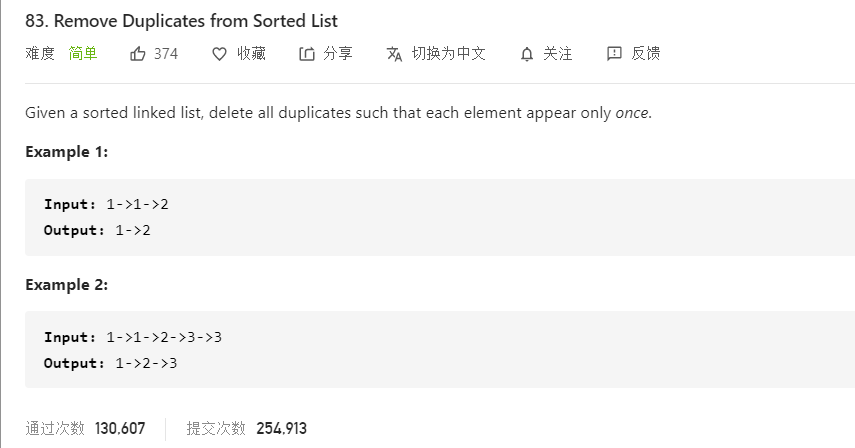 83. Remove Duplicates from Sorted List
难度 简单 374 收藏 分享 切换为中文 关注 反馈
Given a sorted linked list, delete all duplicates such that each element appear only once.
Example 1:
Input: 1->1->2
Output: 1->2
Example 2:
Input: 1->1->2->3->3
Output: 1->2->3
通过次数 130,607 提交次数 254,913